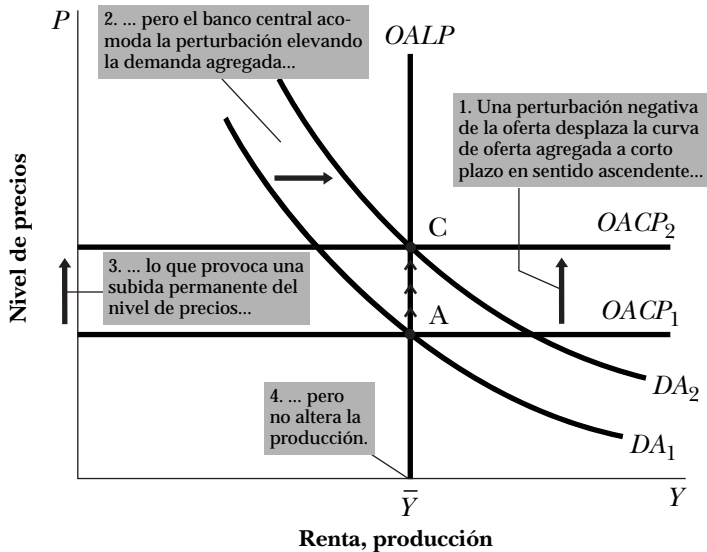 P
2. ... pero el banco central aco-
moda la perturbación elevando
la demanda agregada...
OALP
1. Una perturbación negativa
de la oferta desplaza la curva
de oferta agregada a corto
plazo en sentido ascendente...
Nivel de precios
C
OACP2
3. ... lo que provoca una
subida permanente del
nivel de precios...
A
OACP1
4. ... pero
no altera la
producción.
DA2
DA1
Y̅
Y
Renta, producción